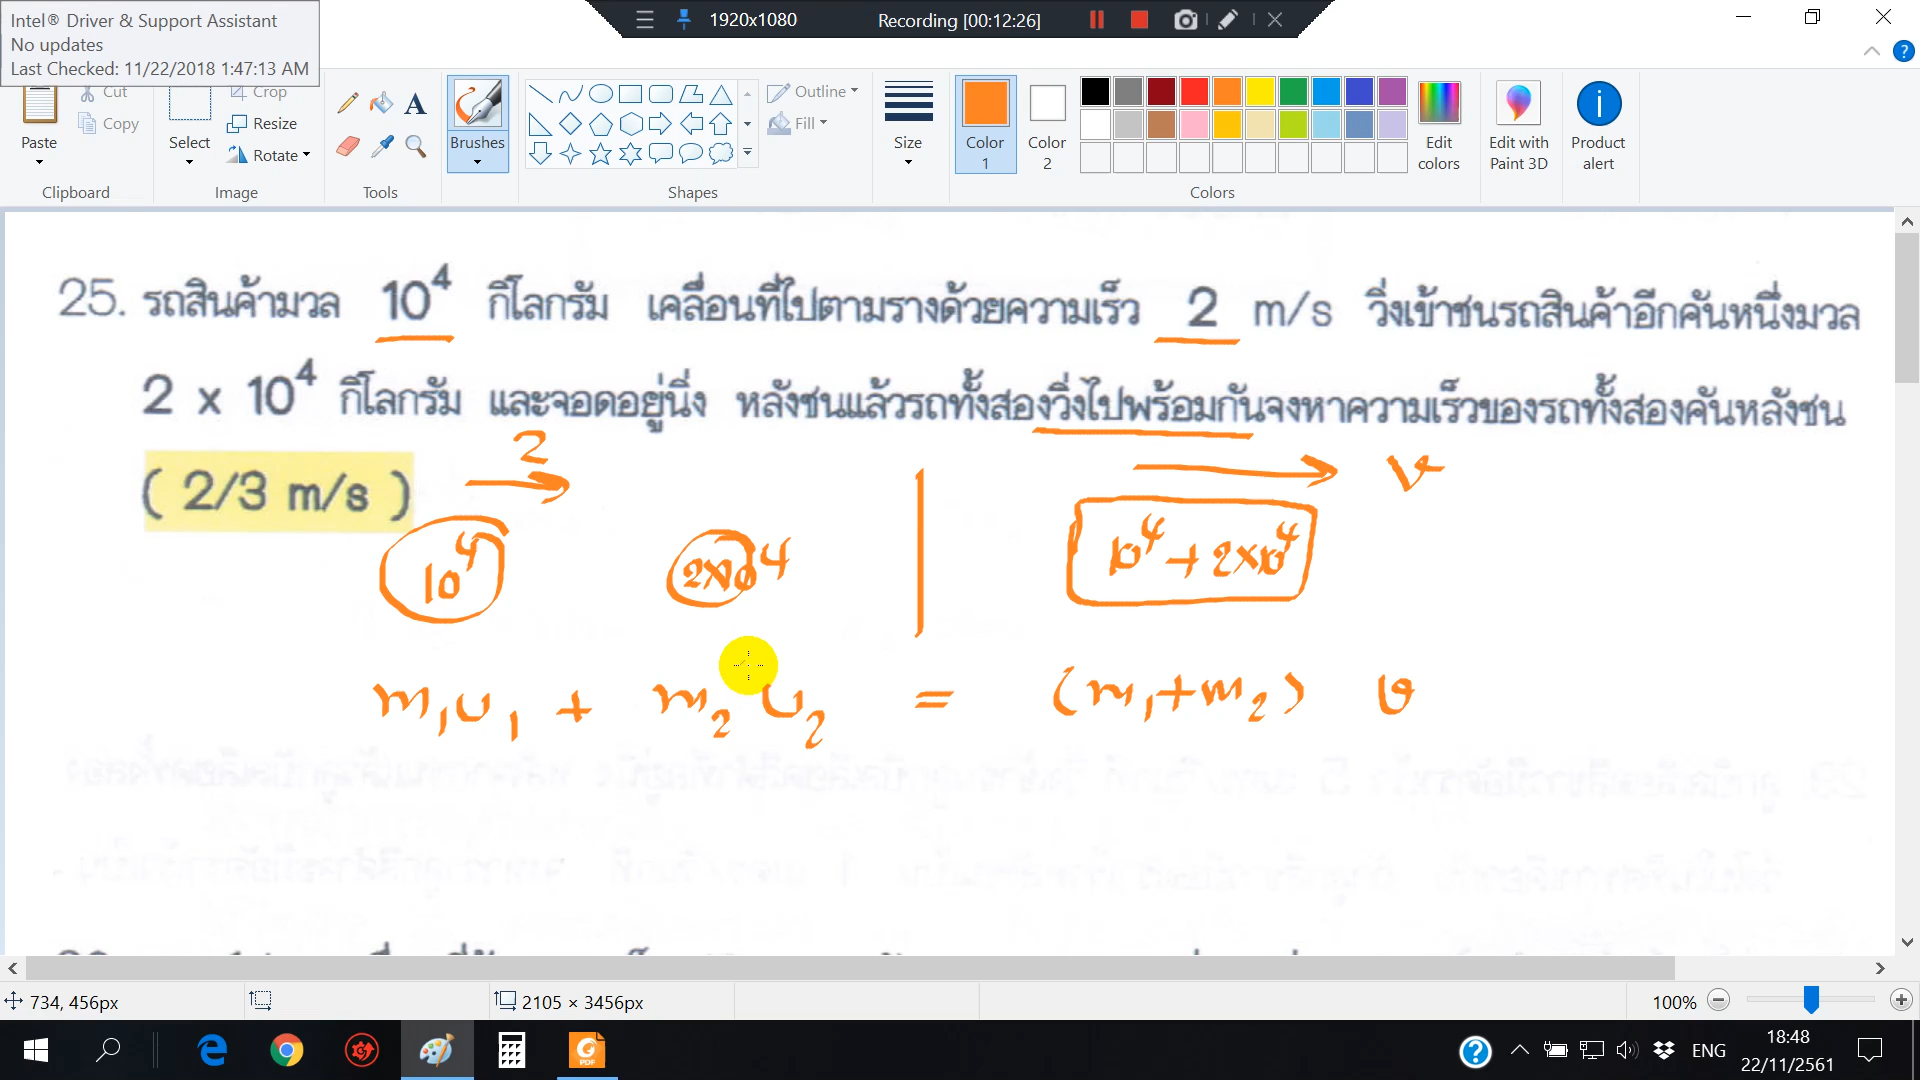 Intel® Driver & Support Assistant
No updates
Last Checked: 11/22/2018 1:47:13 AM
1920x1080
Recording [00:12:26]
Paste
Cut
Copy
Clipboard
Select
Crop
Resize
Rotate
Image
Tools
Brushes
Outline
Fill
Shapes
Size
Color 1
Color 2
Edit colors
Colors
Edit with Paint 3D
Product alert
25. รถสินค้ามวล 10⁴ กิโลกรัม เคลื่อนที่ไปตามรางด้วยความเร็ว 2 m/s วิ่งเข้าชนรถสินค้าอีกคันหนึ่งมวล
2 x 10⁴ กิโลกรัม และจอดอยู่นิ่ง หลังชนแล้วรถทั้งสองวิ่งไปพร้อมกันจงหาความเร็วของรถทั้งสองคันหลังชน
( 2/3 m/s )
2
v
10⁴
2×10⁴
10⁴ + 2×10⁴
m₁u₁ + m₂u₂ = (m₁+m₂) v
734, 456px
2105 × 3456px
100%
ENG
18:48
22/11/2561